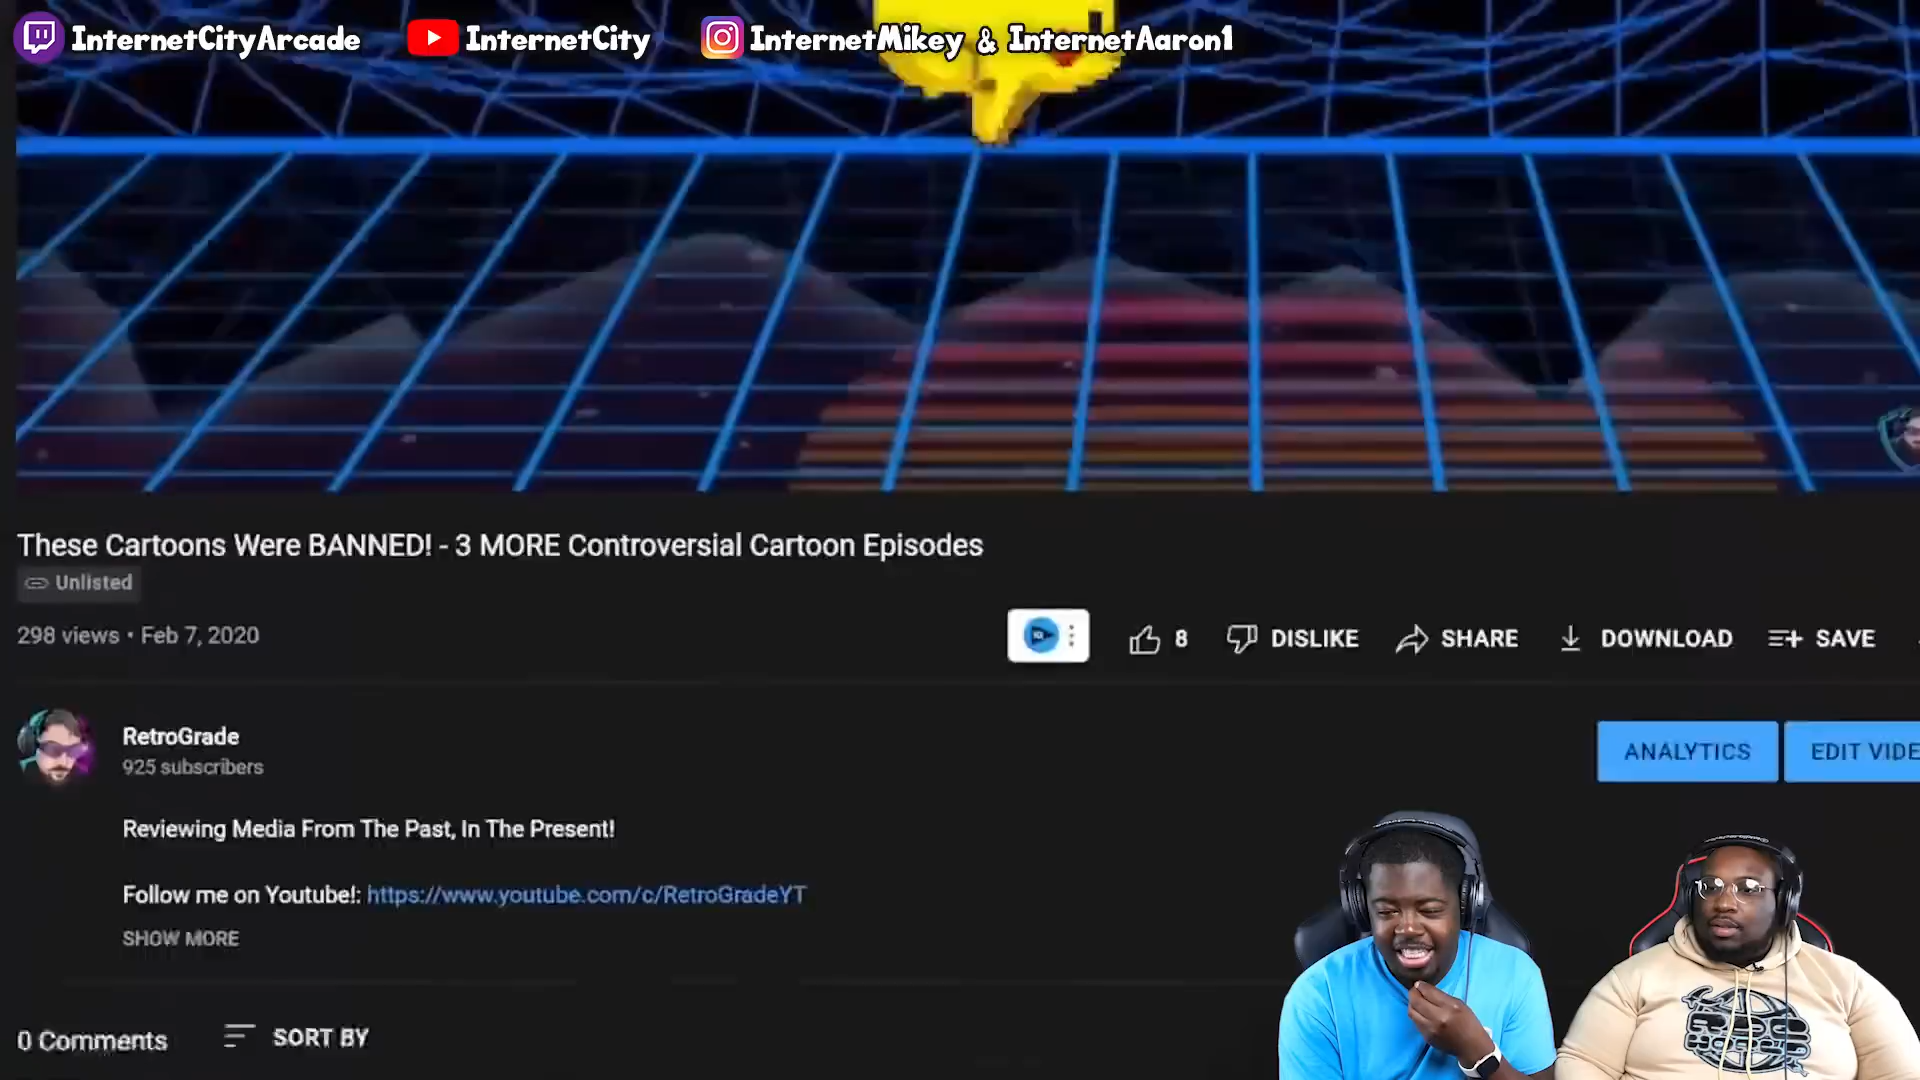 InternetCityArcade InternetCity InternetMikey & InternetAaron1
These Cartoons Were BANNED! - 3 MORE Controversial Cartoon Episodes
Unlisted
298 views • Feb 7, 2020
8 DISLIKE SHARE DOWNLOAD SAVE
RetroGrade
925 subscribers
ANALYTICS EDIT VIDE
Reviewing Media From The Past, In The Present!
Follow me on Youtube!: https://www.youtube.com/c/RetroGradeYT
SHOW MORE
0 Comments SORT BY